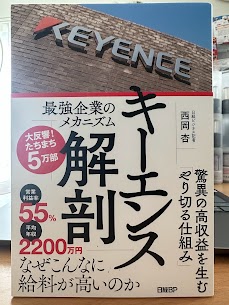 KEYENCE
最強企業の
メカニズム
キーエンス
解剖
西岡 杏
驚異の高収益を生む
「やり切る仕組み」
大反響!
たちまち
5万部
営業
利益率
55%
平均
年収
2200万円
なぜこんなに
給料が高いのか
日経BP